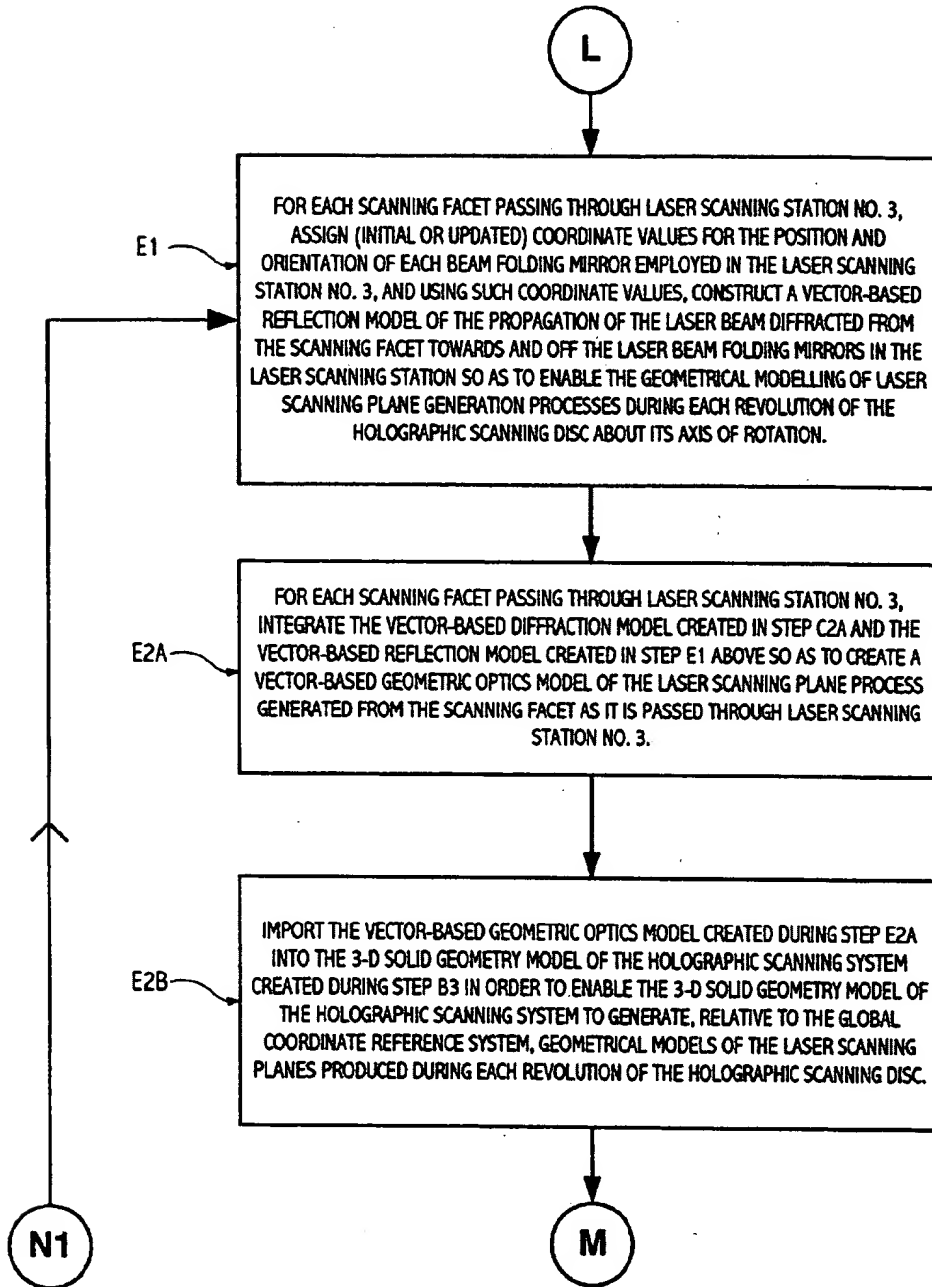 L
E1
FOR EACH SCANNING FACET PASSING THROUGH LASER SCANNING STATION NO. 3,
ASSIGN (INITIAL OR UPDATED) COORDINATE VALUES FOR THE POSITION AND
ORIENTATION OF EACH BEAM FOLDING MIRROR EMPLOYED IN THE LASER SCANNING
STATION NO. 3, AND USING SUCH COORDINATE VALUES, CONSTRUCT A VECTOR-BASED
REFLECTION MODEL OF THE PROPAGATION OF THE LASER BEAM DIFFRACTED FROM
THE SCANNING FACET TOWARDS AND OFF THE LASER BEAM FOLDING MIRRORS IN THE
LASER SCANNING STATION SO AS TO ENABLE THE GEOMETRICAL MODELLING OF LASER
SCANNING PLANE GENERATION PROCESSES DURING EACH REVOLUTION OF THE
HOLOGRAPHIC SCANNING DISC ABOUT ITS AXIS OF ROTATION.
E2A
FOR EACH SCANNING FACET PASSING THROUGH LASER SCANNING STATION NO. 3,
INTEGRATE THE VECTOR-BASED DIFFRACTION MODEL CREATED IN STEP C2A AND THE
VECTOR-BASED REFLECTION MODEL CREATED IN STEP E1 ABOVE SO AS TO CREATE A
VECTOR-BASED GEOMETRIC OPTICS MODEL OF THE LASER SCANNING PLANE PROCESS
GENERATED FROM THE SCANNING FACET AS IT IS PASSED THROUGH LASER SCANNING
STATION NO. 3.
E2B
IMPORT THE VECTOR-BASED GEOMETRIC OPTICS MODEL CREATED DURING STEP E2A
INTO THE 3-D SOLID GEOMETRY MODEL OF THE HOLOGRAPHIC SCANNING SYSTEM
CREATED DURING STEP B3 IN ORDER TO ENABLE THE 3-D SOLID GEOMETRY MODEL OF
THE HOLOGRAPHIC SCANNING SYSTEM TO GENERATE, RELATIVE TO THE GLOBAL
COORDINATE REFERENCE SYSTEM, GEOMETRICAL MODELS OF THE LASER SCANNING
PLANES PRODUCED DURING EACH REVOLUTION OF THE HOLOGRAPHIC SCANNING DISC.
N1
M